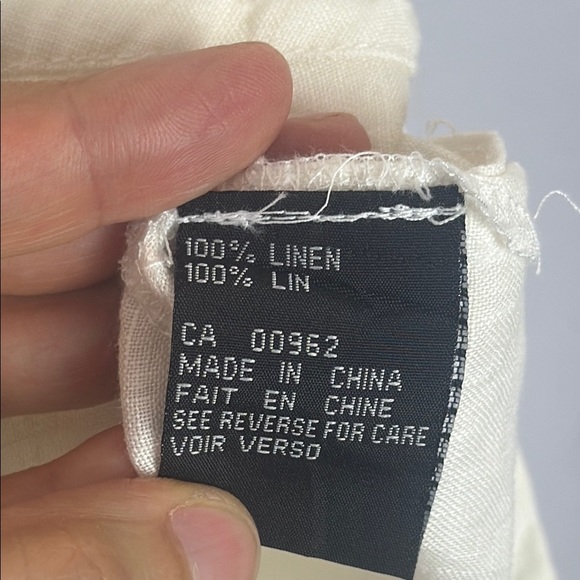 100% LINEN
100% LIN
CA 00962
MADE IN CHINA
FAIT EN CHINE
SEE REVERSE FOR CARE
VOIR VERSO